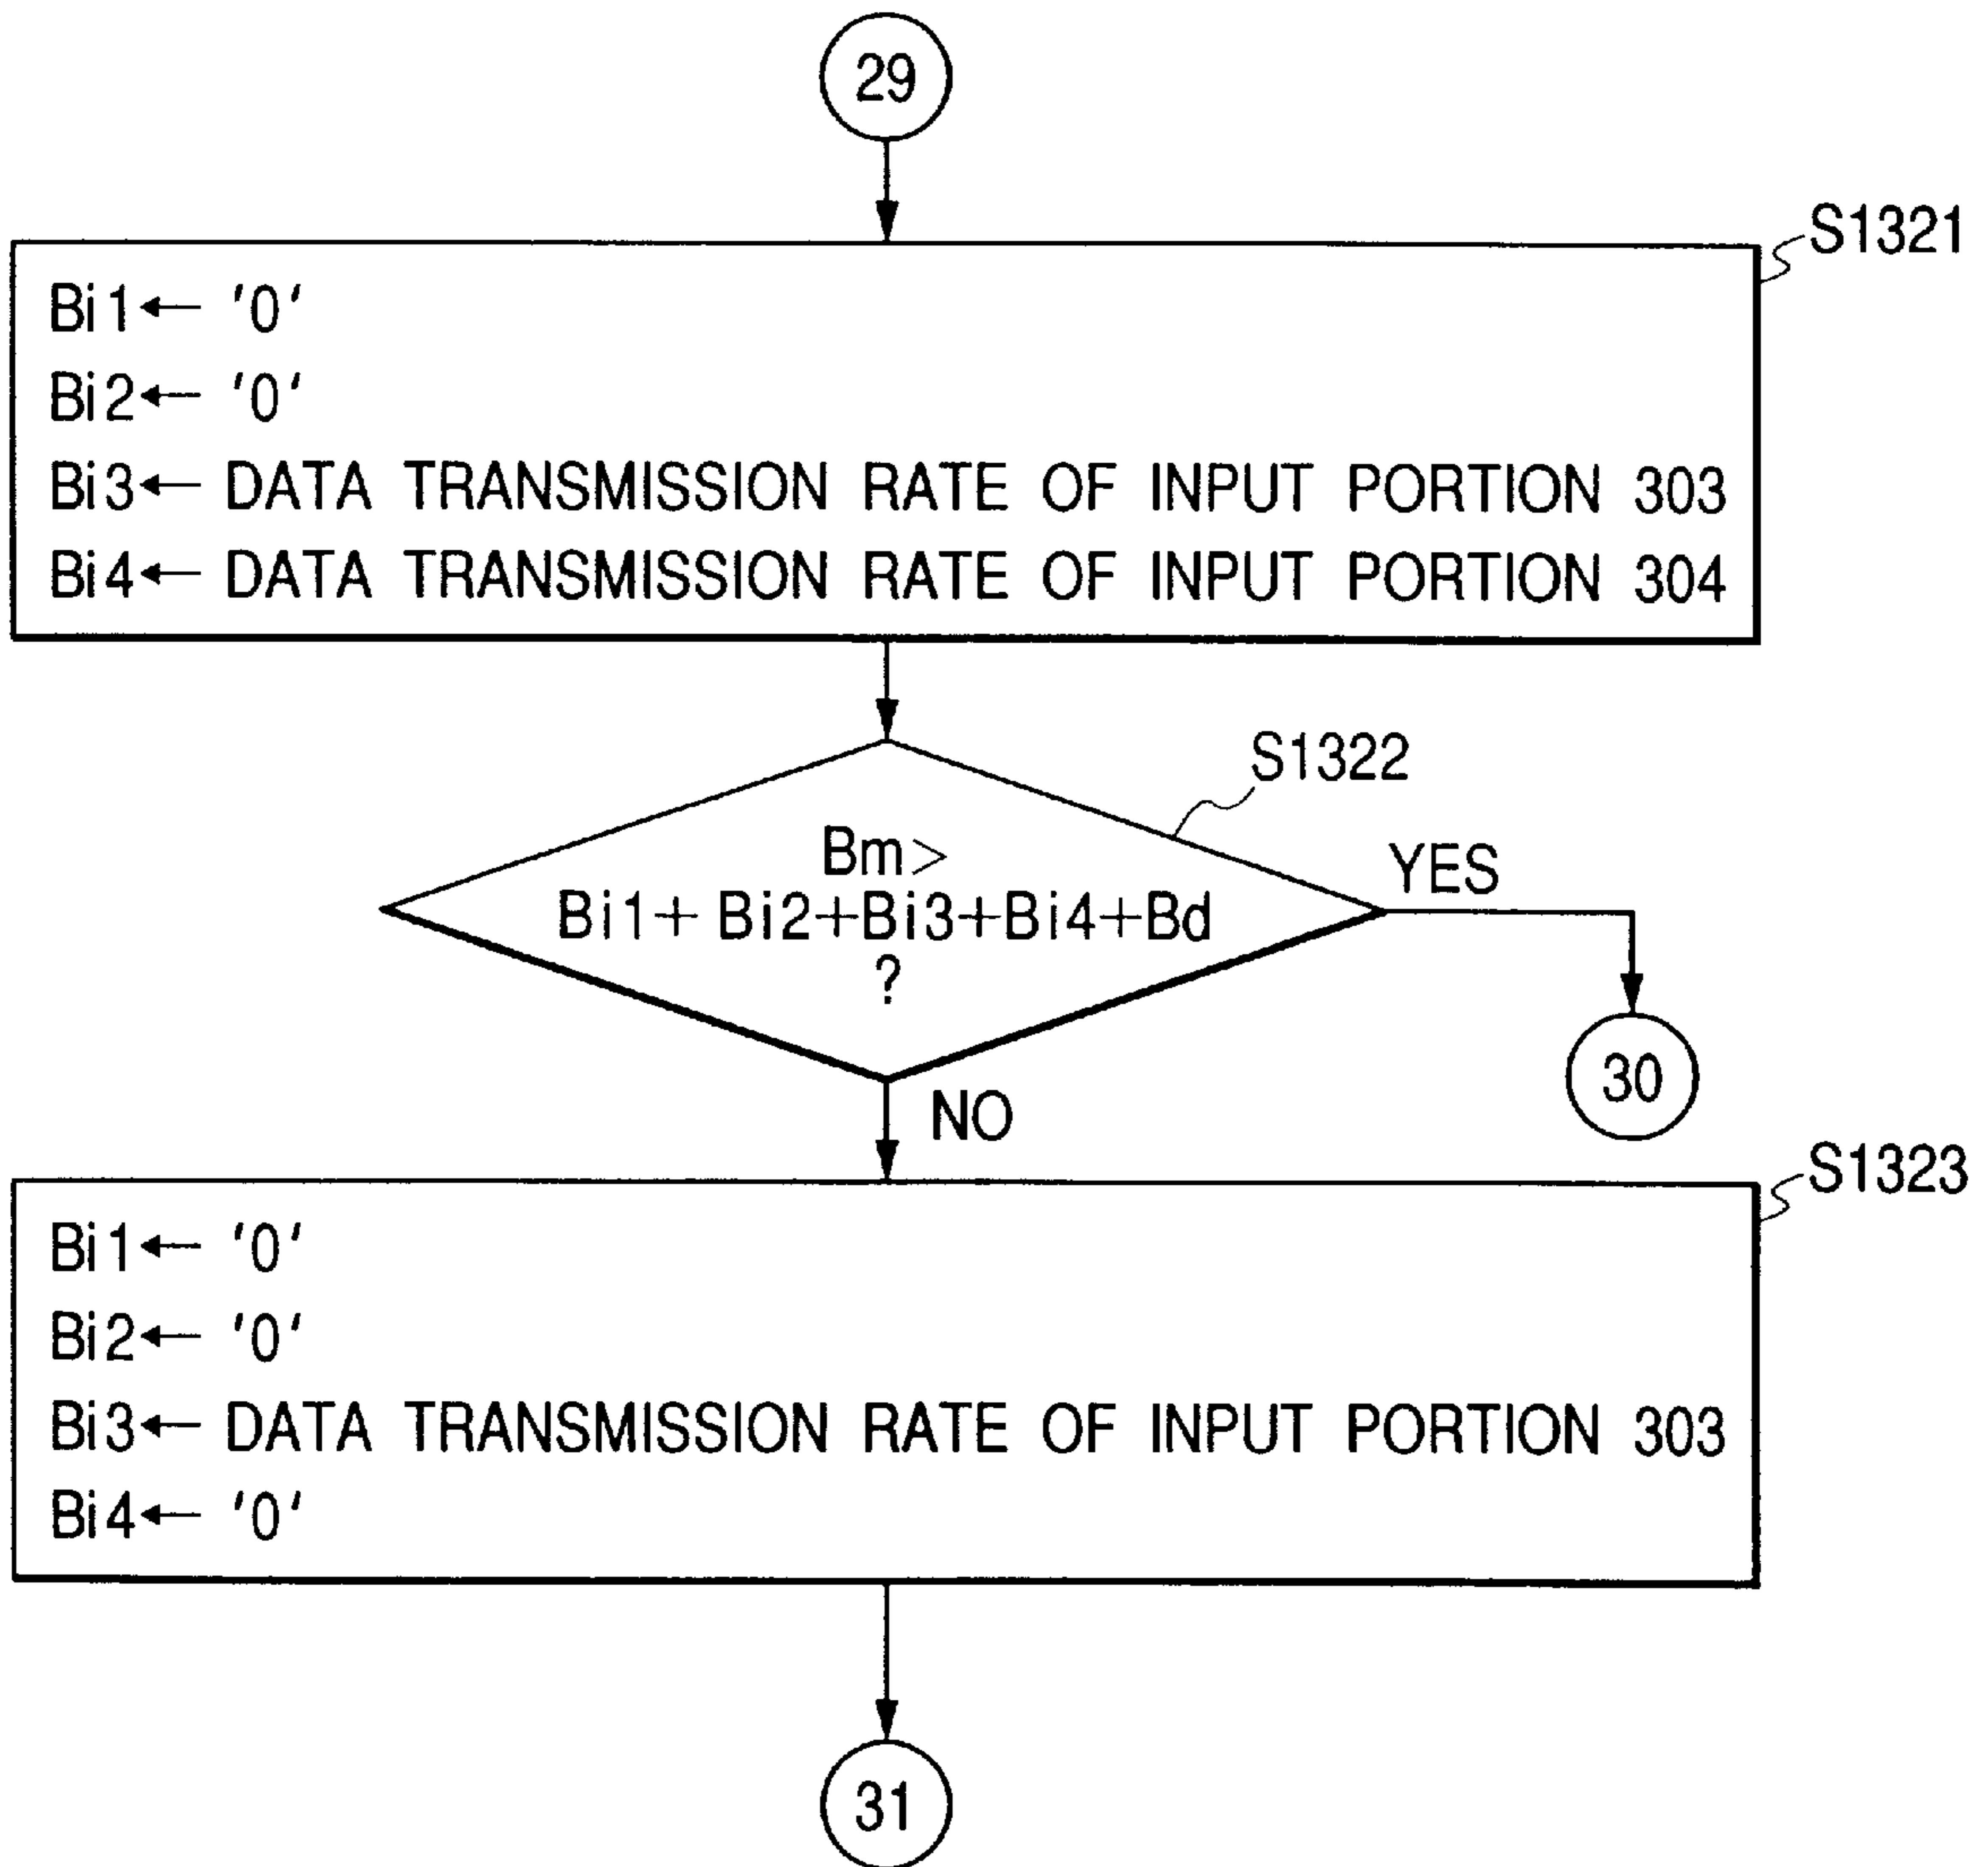 29
S1321
Bi1← '0'
Bi2← '0'
Bi3← DATA TRANSMISSION RATE OF INPUT PORTION 303
Bi4← DATA TRANSMISSION RATE OF INPUT PORTION 304
S1322
Bm>
Bi1+ Bi2+Bi3+Bi4+Bd
?
YES
30
NO
S1323
Bi1← '0'
Bi2← '0'
Bi3← DATA TRANSMISSION RATE OF INPUT PORTION 303
Bi4← '0'
31